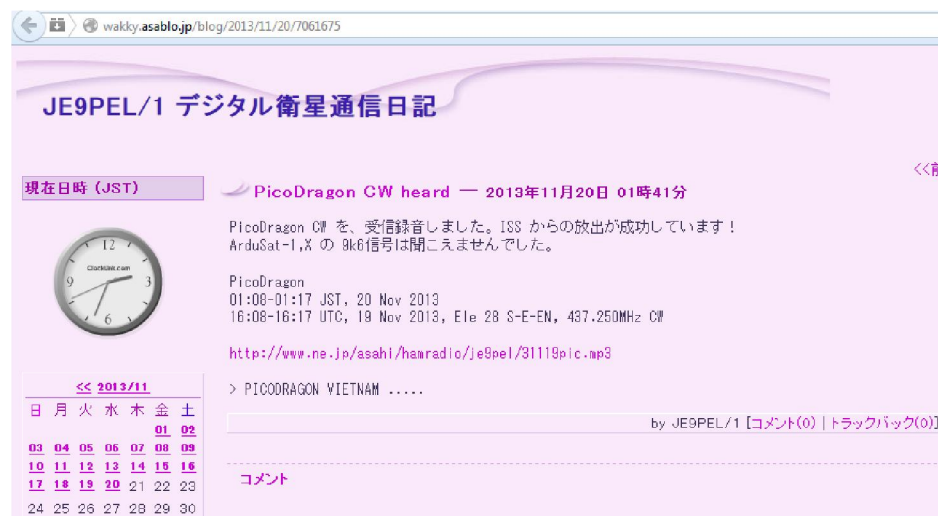 wakky.asablo.jp/blog/2013/11/20/7061675
JE9PEL/1 デジタル衛星通信日記
<<前
現在日時 (JST)
12
ClockLink.com
9
3
6
<< 2013/11
日 月 火 水 木 金 土
01 02
03 04 05 06 07 08 09
10 11 12 13 14 15 16
17 18 19 20 21 22 23
24 25 26 27 28 29 30
PicoDragon CW heard — 2013年11月20日 01時41分
PicoDragon CW を、受信録音しました。ISS からの放出が成功しています！
ArduSat-1,X の 9k6信号は聞こえませんでした。
PicoDragon
01:08-01:17 JST, 20 Nov 2013
16:08-16:17 UTC, 19 Nov 2013, Ele 28 S-E-EN, 437.250MHz CW
http://www.ne.jp/asahi/hamradio/je9pel/31119pic.mp3
> PICODRAGON VIETNAM .....
by JE9PEL/1 [コメント(0)|トラックバック(0)]
コメント